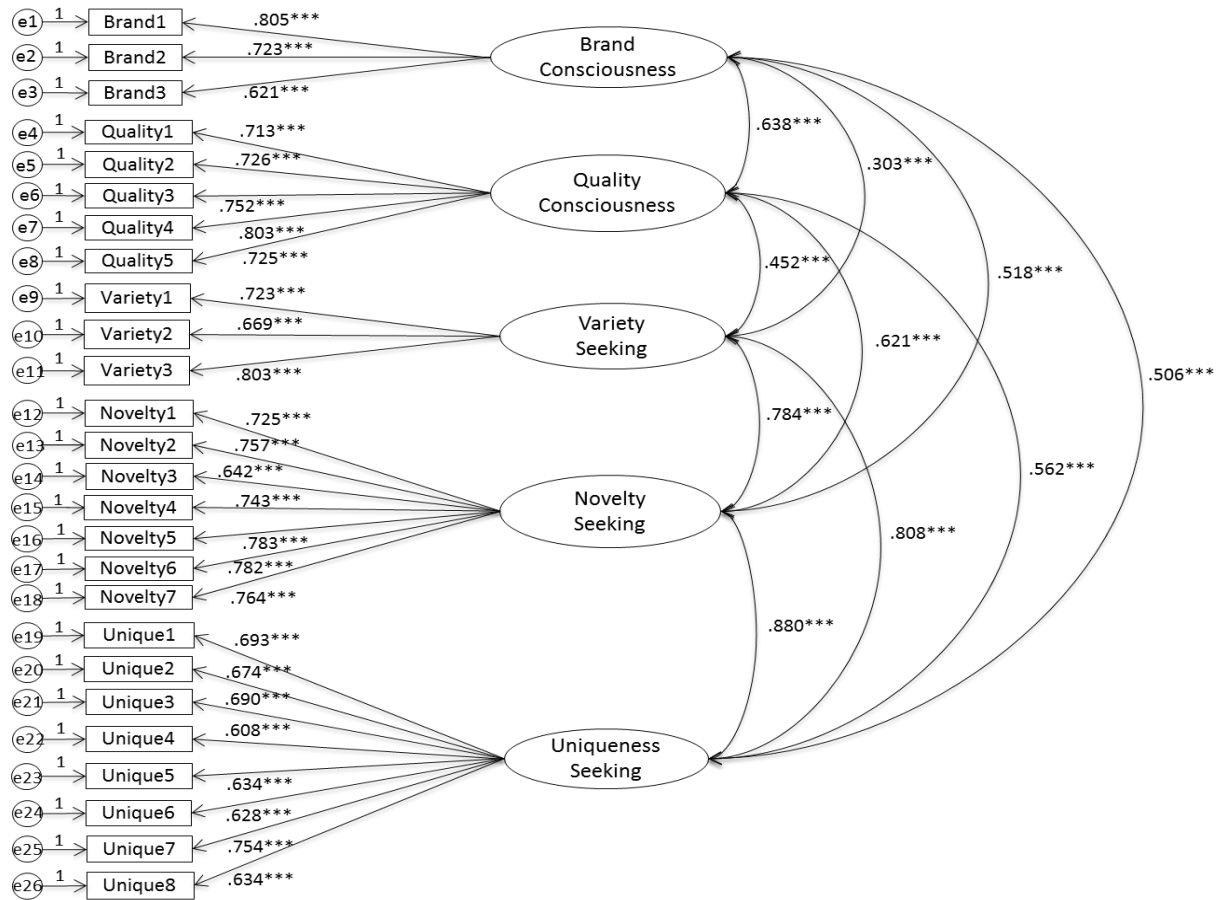 e1 1 Brand1 .805***
e2 1 Brand2 .723***
e3 1 Brand3 .621***
Brand
Consciousness
e4 1 Quality1 .713***
e5 1 Quality2 .726***
e6 1 Quality3 .752***
e7 1 Quality4 .803***
e8 1 Quality5 .725***
Quality
Consciousness
e9 1 Variety1 .723***
e10 1 Variety2 .669***
e11 1 Variety3 .803***
Variety
Seeking
e12 1 Novelty1 .725***
e13 1 Novelty2 .757***
e14 1 Novelty3 .642***
e15 1 Novelty4 .743***
e16 1 Novelty5 .783***
e17 1 Novelty6 .782***
e18 1 Novelty7 .764***
Novelty
Seeking
e19 1 Unique1 .693***
e20 1 Unique2 .674***
e21 1 Unique3 .690***
e22 1 Unique4 .608***
e23 1 Unique5 .634***
e24 1 Unique6 .628***
e25 1 Unique7 .754***
e26 1 Unique8 .634***
Uniqueness
Seeking
.638***
.303***
.452***
.518***
.621***
.506***
.784***
.562***
.808***
.880***